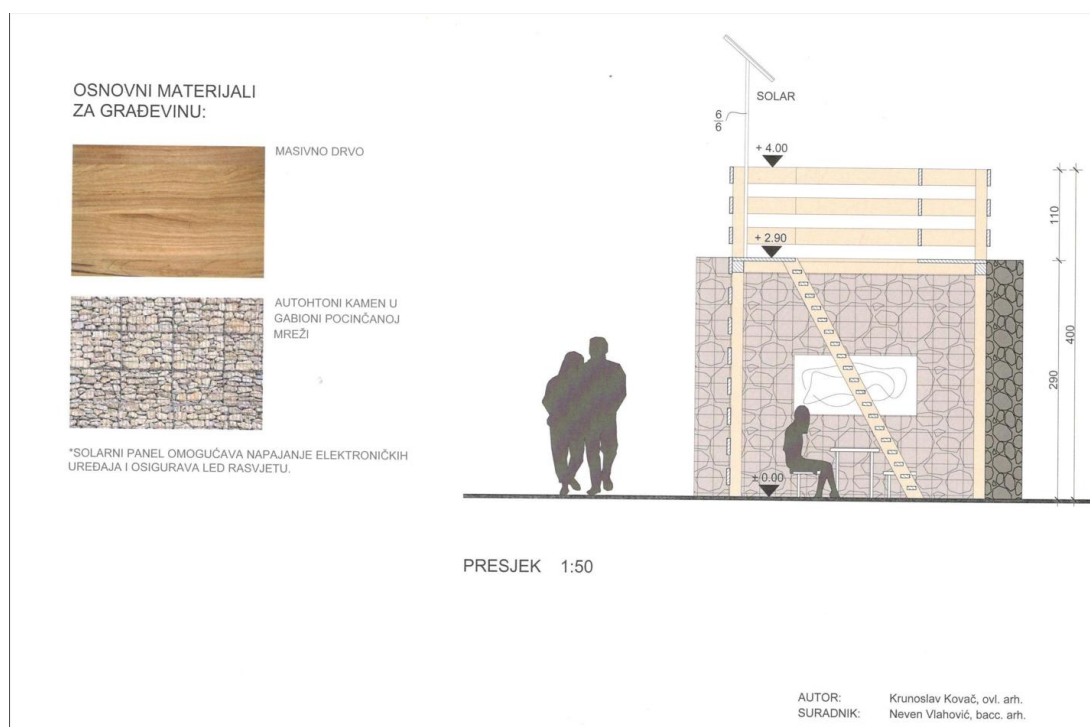 OSNOVNI MATERIJALI
ZA GRAĐEVINU:
MASIVNO DRVO
AUTOHTONI KAMEN U
GABIONI POCINČANOJ
MREŽI
*SOLARNI PANEL OMOGUĆAVA NAPAJANJE ELEKTRONIČKIH
UREĐAJA I OSIGURAVA LED RASVJETU.
SOLAR
6
6
+ 4.00
+ 2.90
± 0.00
110
290
400
PRESJEK 1:50
AUTOR: Krunoslav Kovač, ovl. arh.
SURADNIK: Neven Vlahović, bacc. arh.